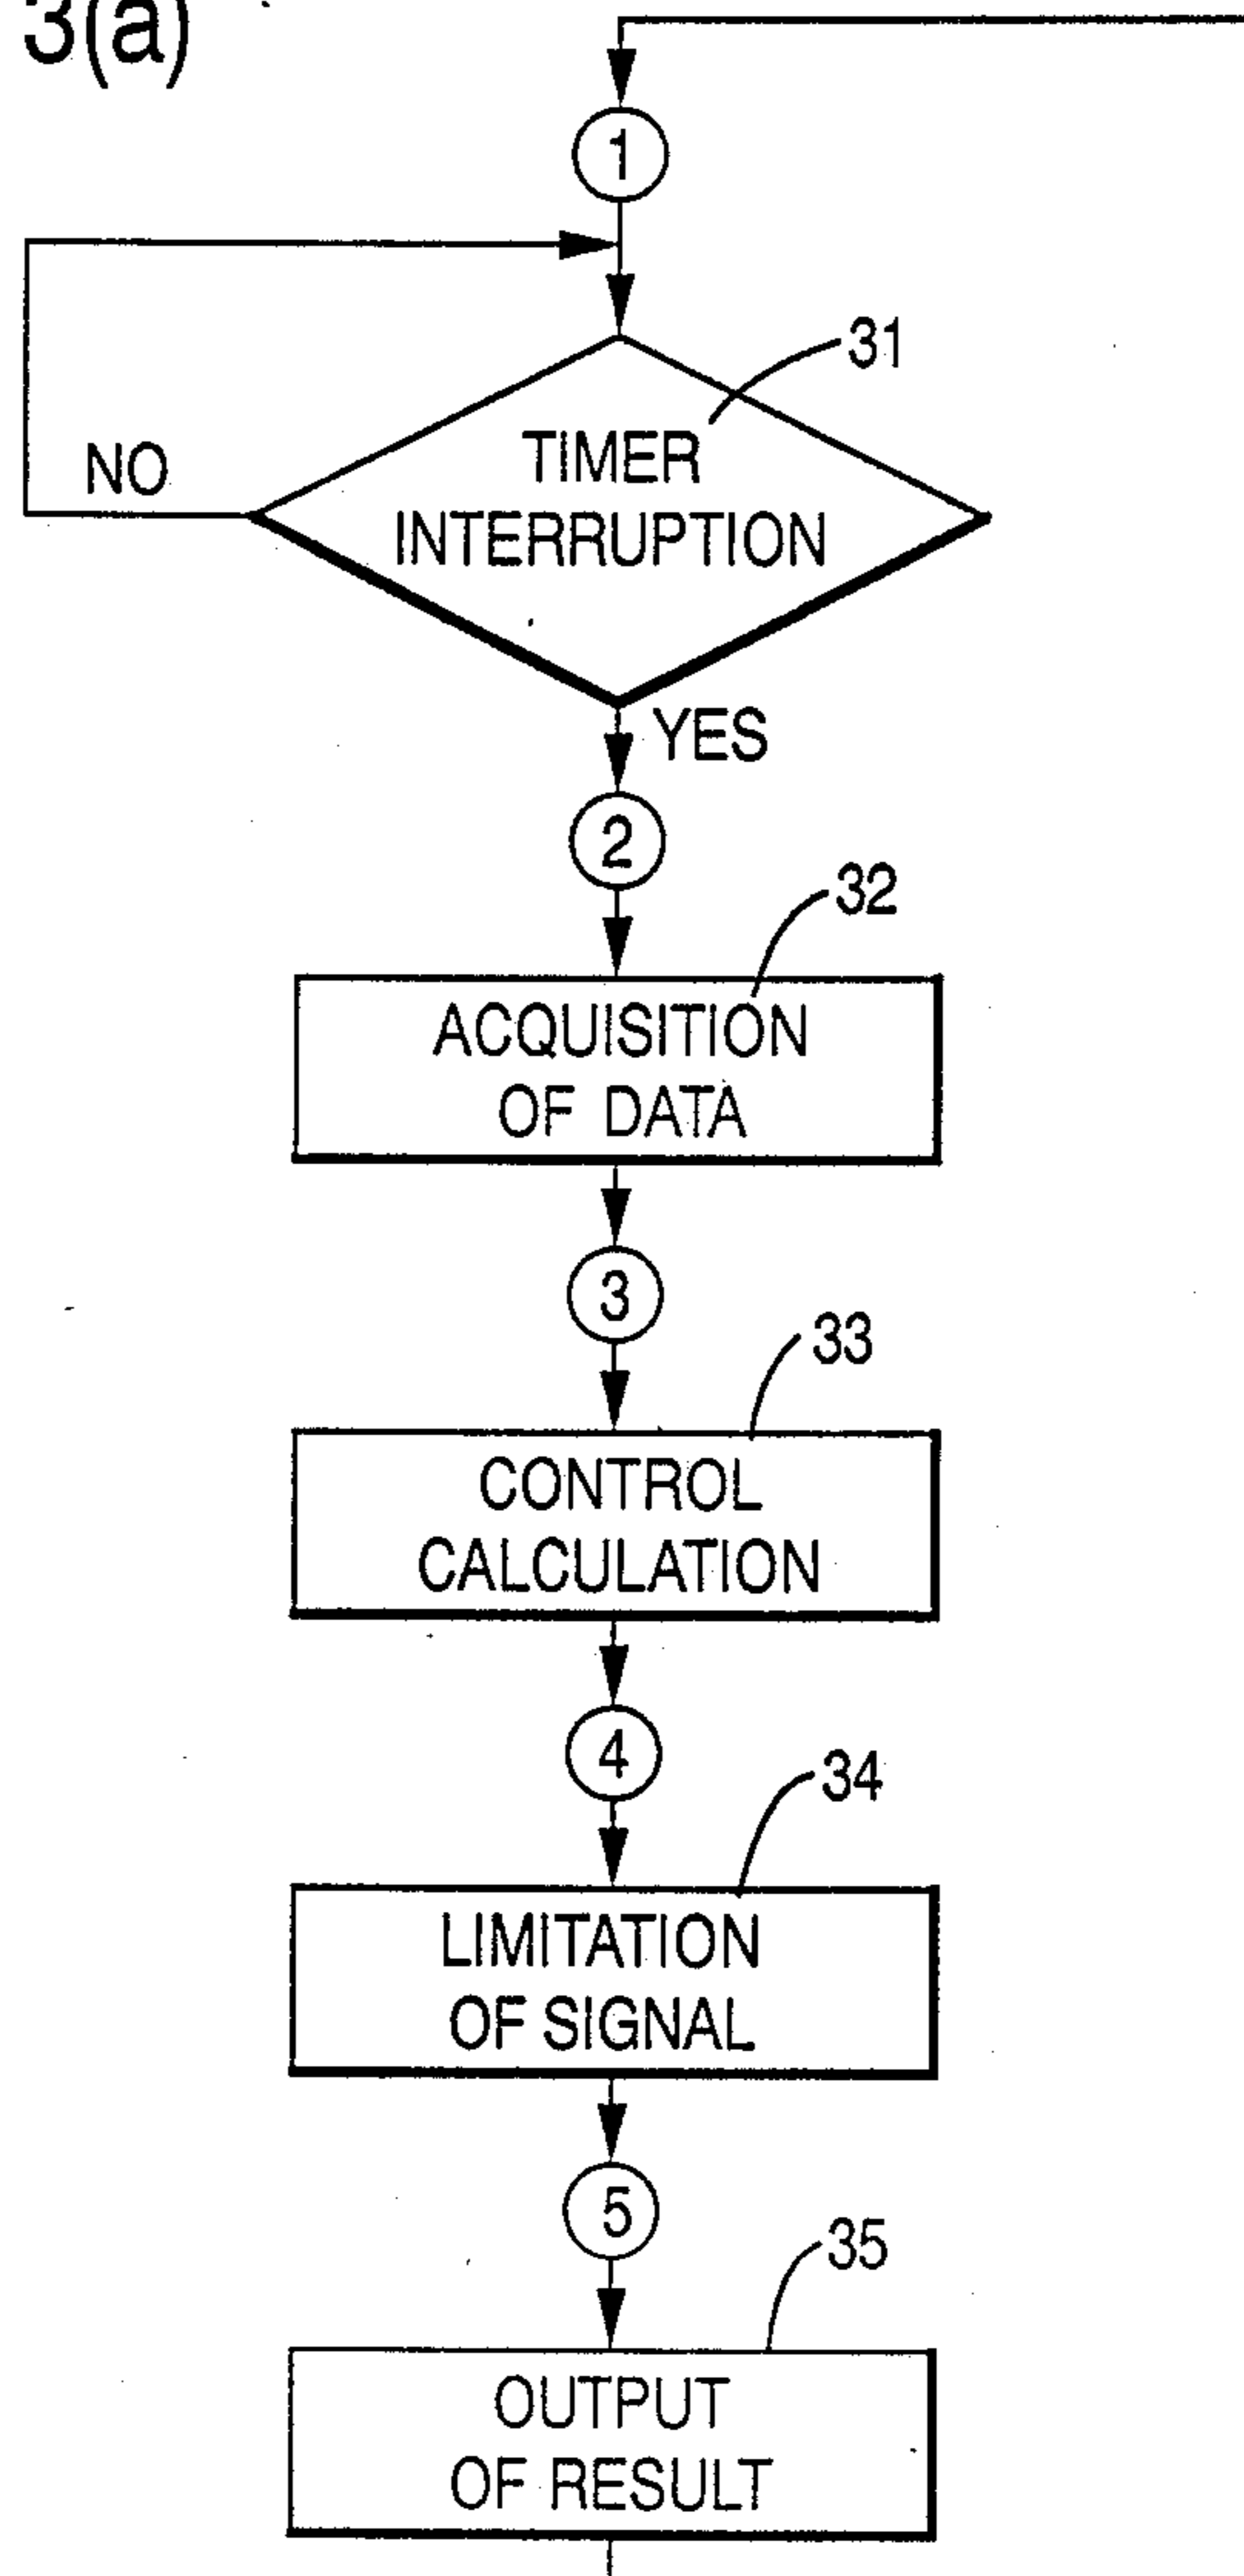 3(a)
1
31
TIMER
INTERRUPTION
NO
YES
2
32
ACQUISITION
OF DATA
3
33
CONTROL
CALCULATION
4
34
LIMITATION
OF SIGNAL
5
35
OUTPUT
OF RESULT